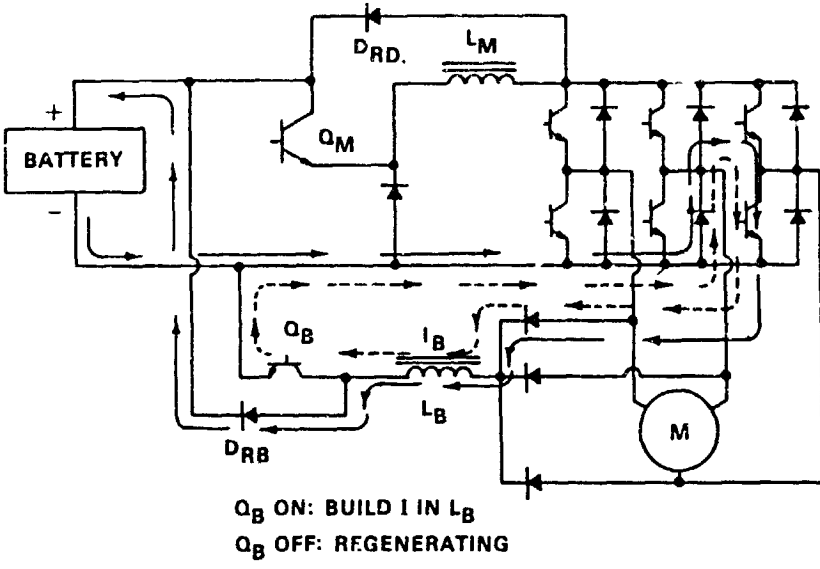 D_RD.
L_M
+
BATTERY
Q_M
−
Q_B
I_B
L_B
D_RB
M
Q_B ON: BUILD I IN L_B
Q_B OFF: REGENERATING